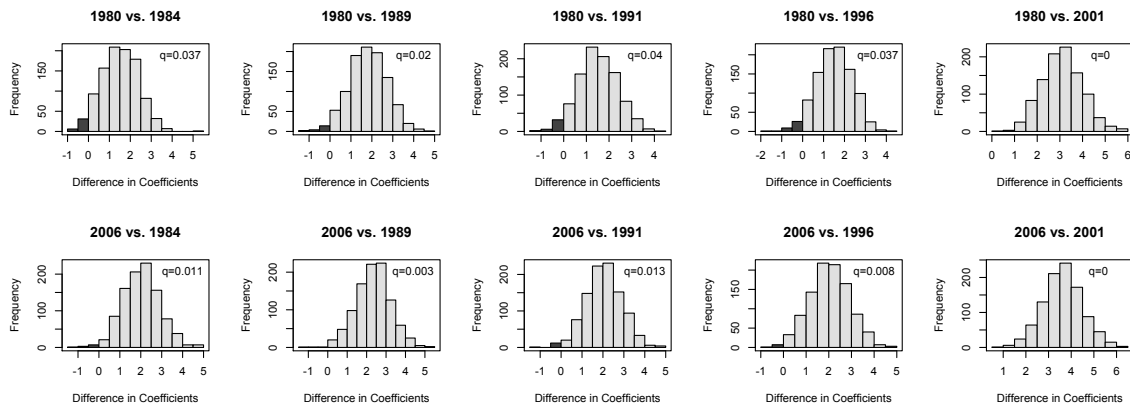 1980 vs. 1984
1980 vs. 1989
1980 vs. 1991
1980 vs. 1996
1980 vs. 2001
q=0.037
q=0.02
q=0.04
q=0.037
q=0
Frequency
0 50 150
Frequency
0 50 150
Frequency
0 100 200
Frequency
0 50 150
Frequency
0 100 200
-1 0 1 2 3 4 5
-1 0 1 2 3 4 5
-1 0 1 2 3 4
-2 -1 0 1 2 3 4
0 1 2 3 4 5 6
Difference in Coefficients
Difference in Coefficients
Difference in Coefficients
Difference in Coefficients
Difference in Coefficients
2006 vs. 1984
2006 vs. 1989
2006 vs. 1991
2006 vs. 1996
2006 vs. 2001
q=0.011
q=0.003
q=0.013
q=0.008
q=0
Frequency
0 100 200
Frequency
0 100 200
Frequency
0 100 200
Frequency
0 50 150
Frequency
0 100 200
-1 0 1 2 3 4 5
-1 0 1 2 3 4 5
-1 0 1 2 3 4 5
-1 0 1 2 3 4 5
1 2 3 4 5 6
Difference in Coefficients
Difference in Coefficients
Difference in Coefficients
Difference in Coefficients
Difference in Coefficients